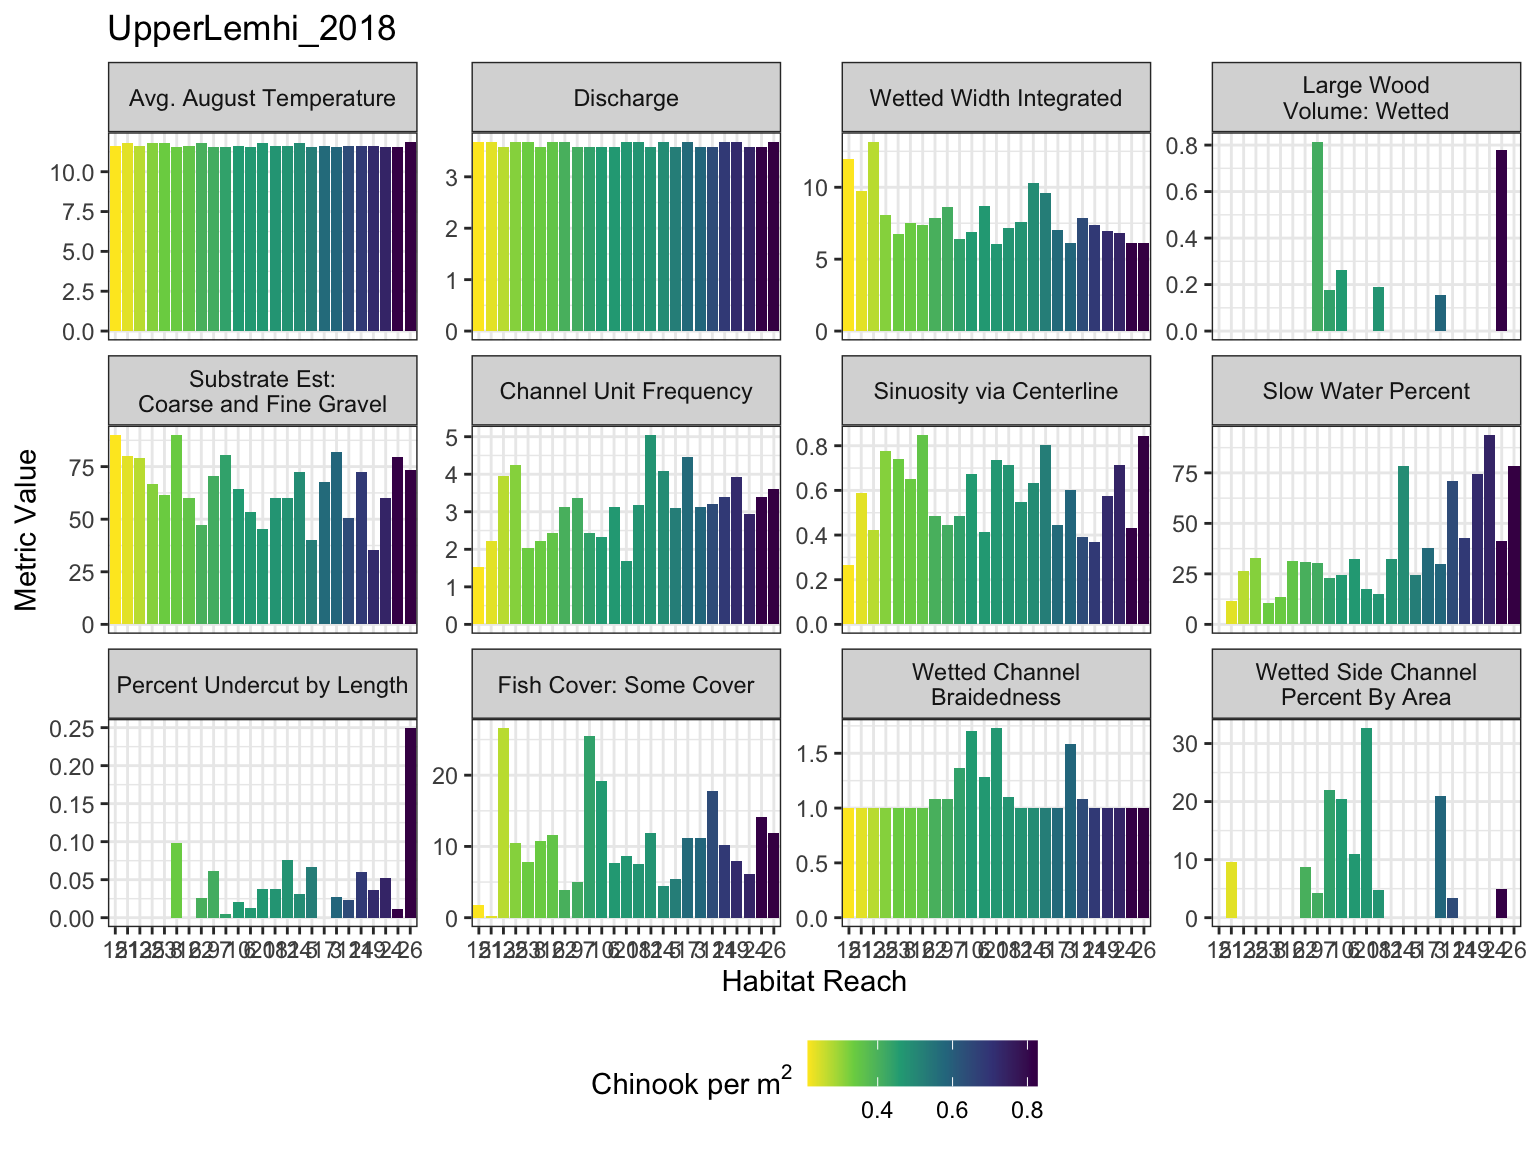 UpperLemhi_2018
Avg. August Temperature
Discharge
Wetted Width Integrated
Large Wood
Volume: Wetted
10.0
7.5
5.0
2.5
0.0
3
2
1
0
10
5
0
0.8
0.6
0.4
0.2
0.0
Substrate Est:
Coarse and Fine Gravel
Channel Unit Frequency
Sinuosity via Centerline
Slow Water Percent
75
50
25
0
5
4
3
2
1
0
0.8
0.6
0.4
0.2
0.0
75
50
25
0
Percent Undercut by Length
Fish Cover: Some Cover
Wetted Channel
Braidedness
Wetted Side Channel
Percent By Area
0.25
0.20
0.15
0.10
0.05
0.00
20
10
0
1.5
1.0
0.5
0.0
30
20
10
0
Metric Value
Habitat Reach
Chinook per m²
0.4 0.6 0.8